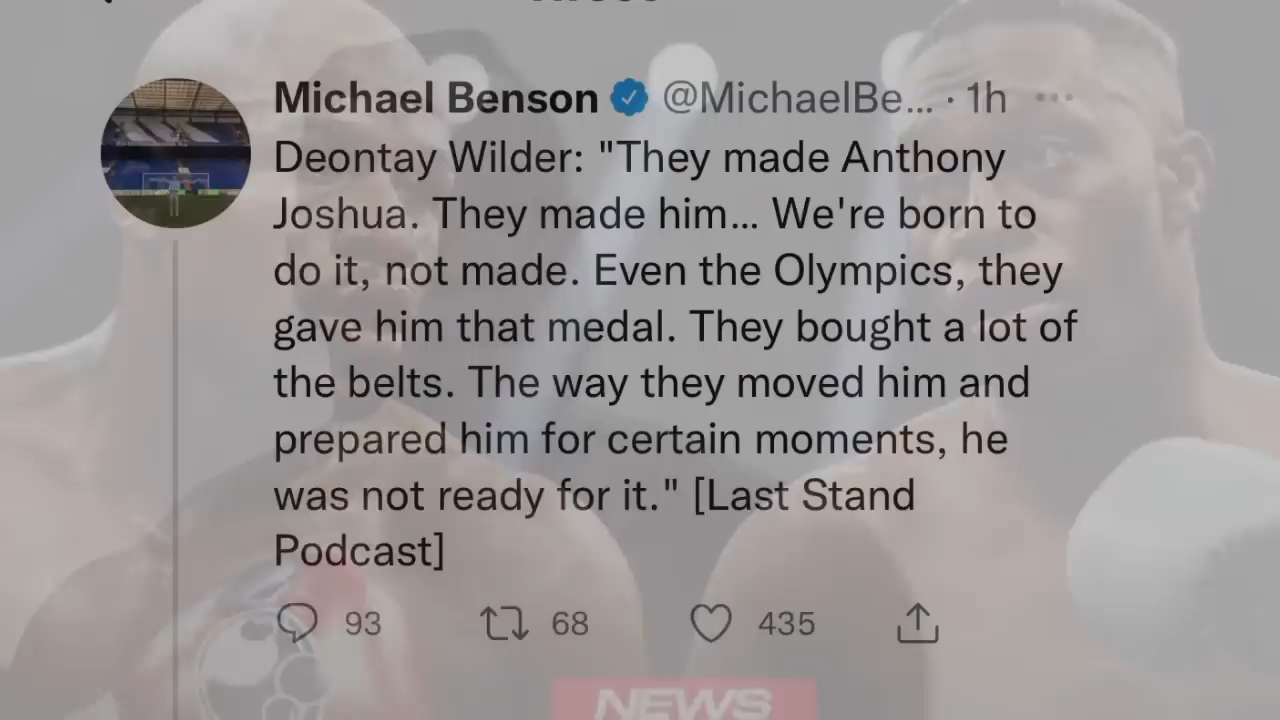 Michael Benson @MichaelBe... · 1h
Deontay Wilder: "They made Anthony
Joshua. They made him... We're born to
do it, not made. Even the Olympics, they
gave him that medal. They bought a lot of
the belts. The way they moved him and
prepared him for certain moments, he
was not ready for it." [Last Stand
Podcast]
93 68 435
NEWS